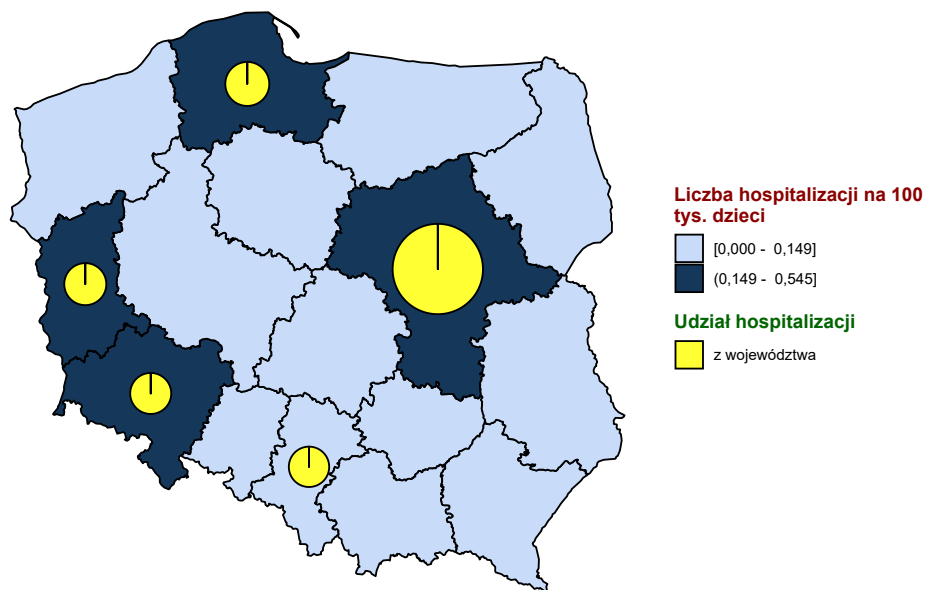 Liczba hospitalizacji na 100
tys. dzieci
[0,000 - 0,149]
(0,149 - 0,545]
Udział hospitalizacji
z województwa